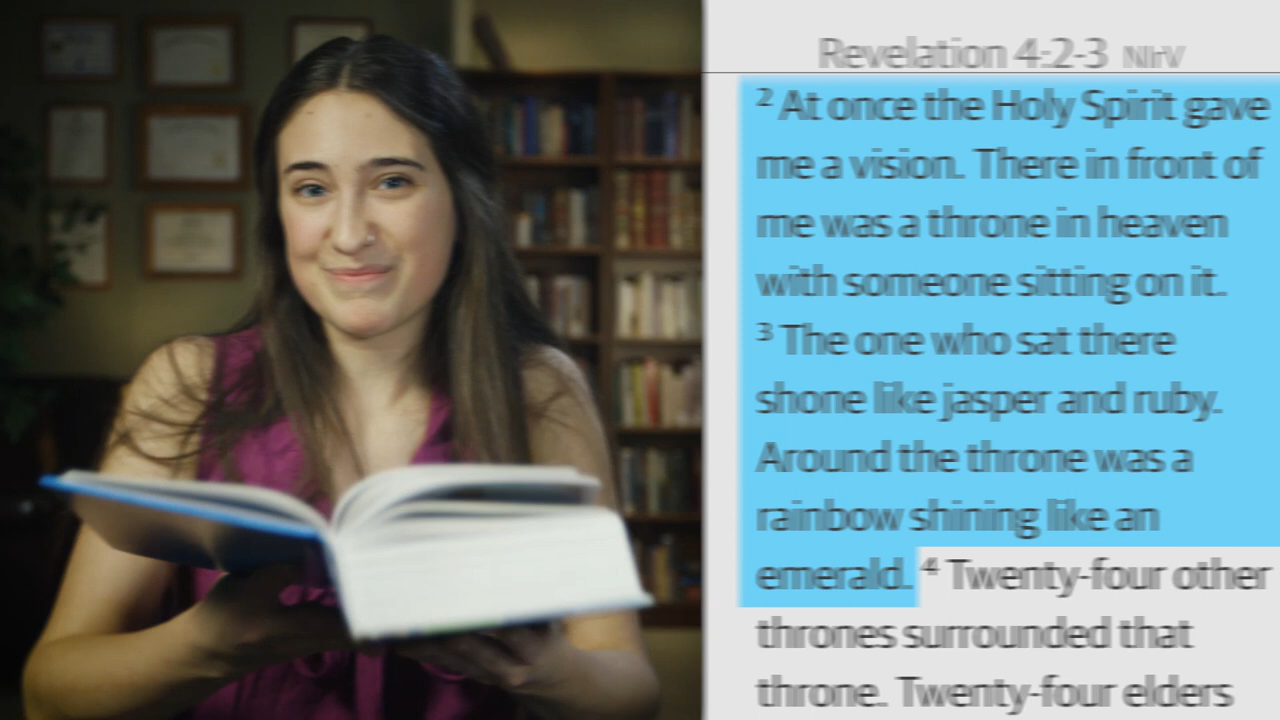 Revelation 4:2-3 NIrV
2 At once the Holy Spirit gave
me a vision. There in front of
me was a throne in heaven
with someone sitting on it.
3 The one who sat there
shone like jasper and ruby.
Around the throne was a
rainbow shining like an
emerald. 4 Twenty-four other
thrones surrounded that
throne. Twenty-four elders